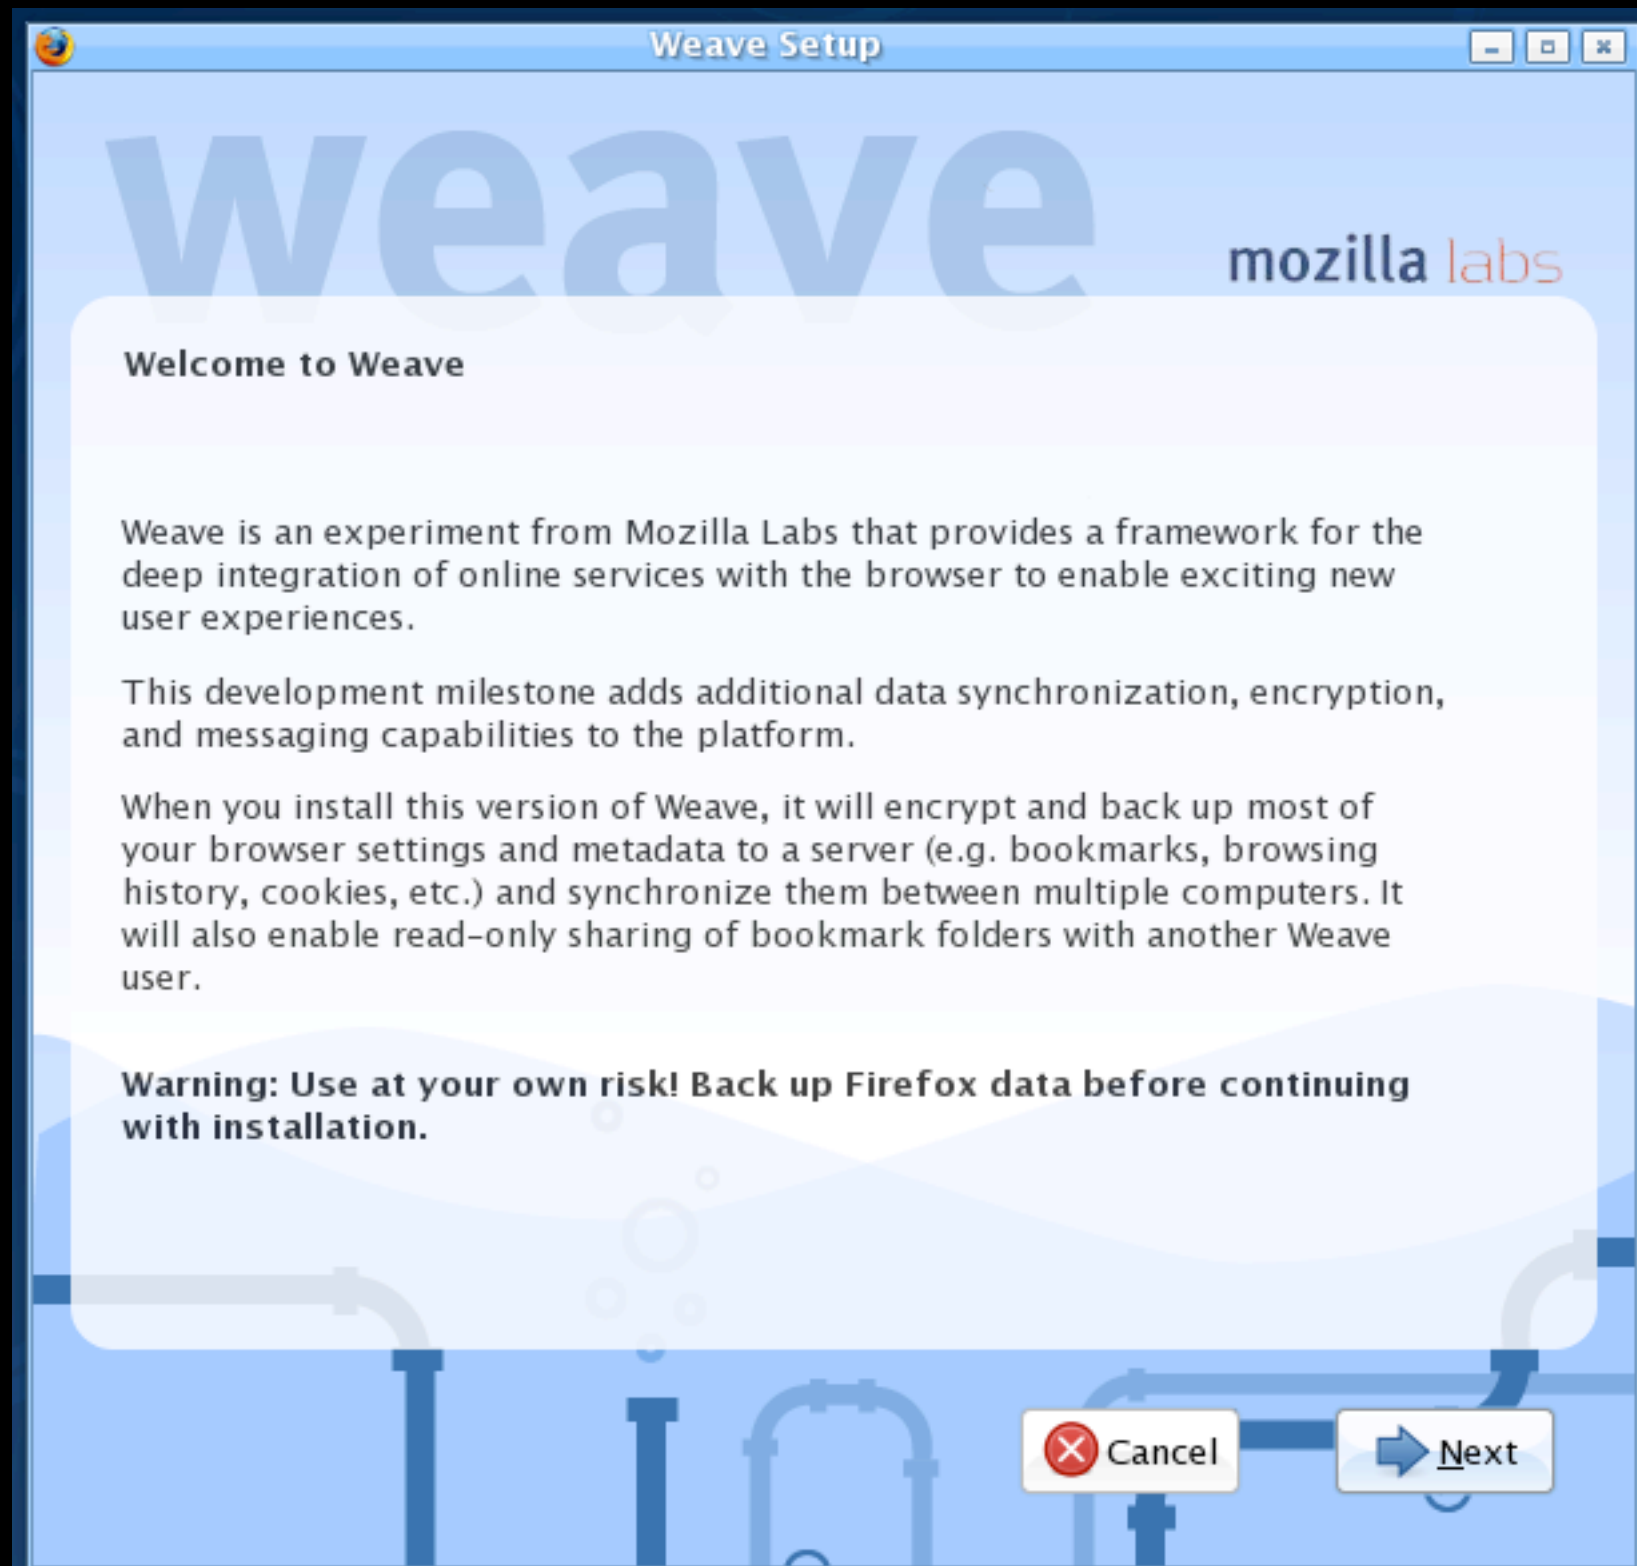 Weave Setup
weave
mozilla labs
Welcome to Weave
Weave is an experiment from Mozilla Labs that provides a framework for the
deep integration of online services with the browser to enable exciting new
user experiences.
This development milestone adds additional data synchronization, encryption,
and messaging capabilities to the platform.
When you install this version of Weave, it will encrypt and back up most of
your browser settings and metadata to a server (e.g. bookmarks, browsing
history, cookies, etc.) and synchronize them between multiple computers. It
will also enable read-only sharing of bookmark folders with another Weave
user.
Warning: Use at your own risk! Back up Firefox data before continuing
with installation.
Cancel Next